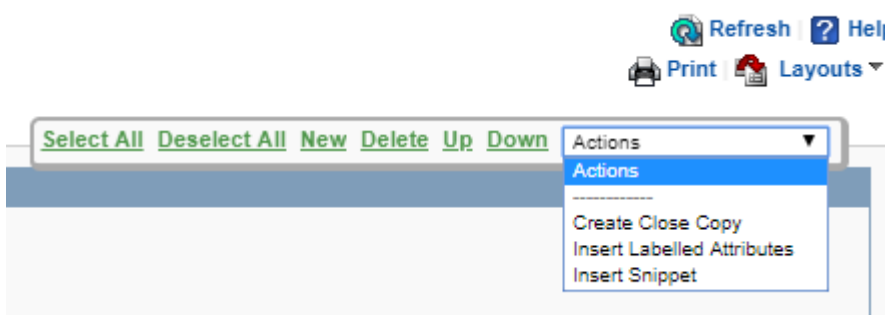 Refresh Help
Print Layouts
Select All Deselect All New Delete Up Down Actions
Actions
------------
Create Close Copy
Insert Labelled Attributes
Insert Snippet